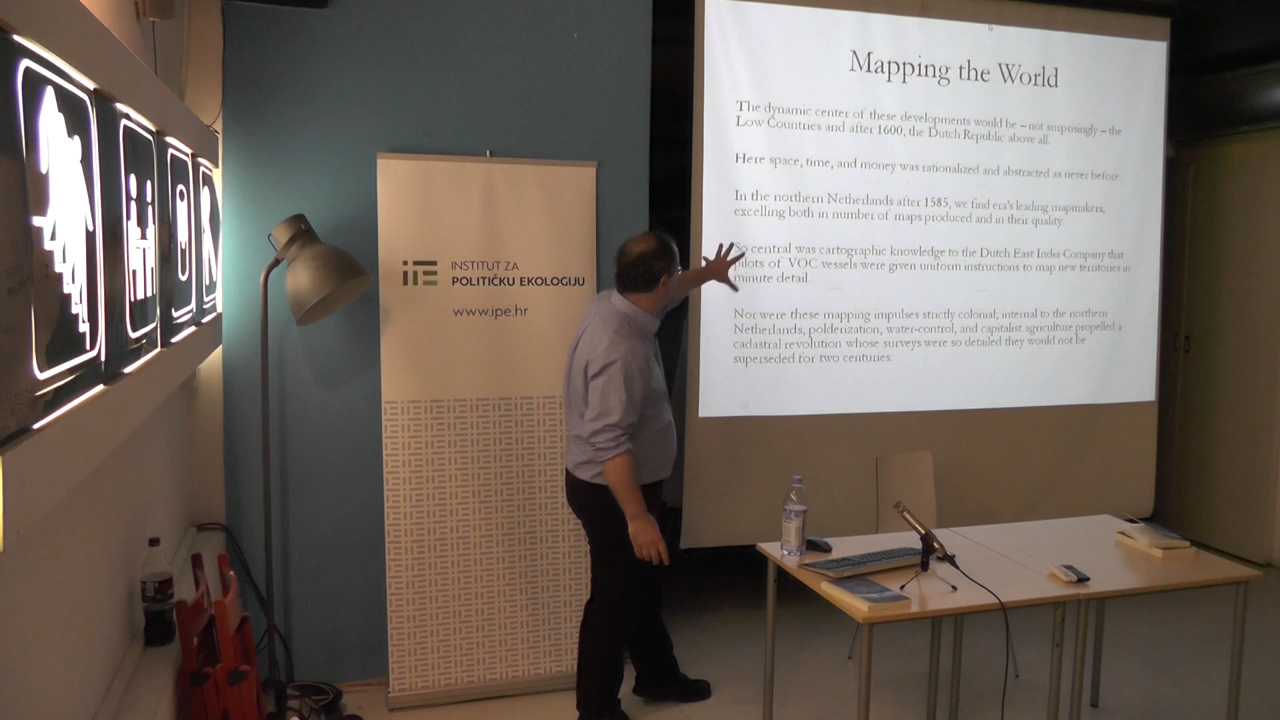 INSTITUT ZA
POLITIČKU EKOLOGIJU
www.ipe.hr
Mapping the World
The dynamic center of these developments would be – not surprisingly – the
Low Countries and after 1600, the Dutch Republic above all.
Here space, time, and money was rationalized and abstracted as never before.
In the northern Netherlands after 1585, we find era's leading mapmakers,
excelling both in number of maps produced and in their quality.
So central was cartographic knowledge to the Dutch East India Company that
pilots of VOC vessels were given uniform instructions to map new territories in
minute detail.
Nor were these mapping impulses strictly colonial; internal to the northern
Netherlands, polderization, water-control, and capitalist agriculture propelled a
cadastral revolution whose surveys were so detailed they would not be
superseded for two centuries.